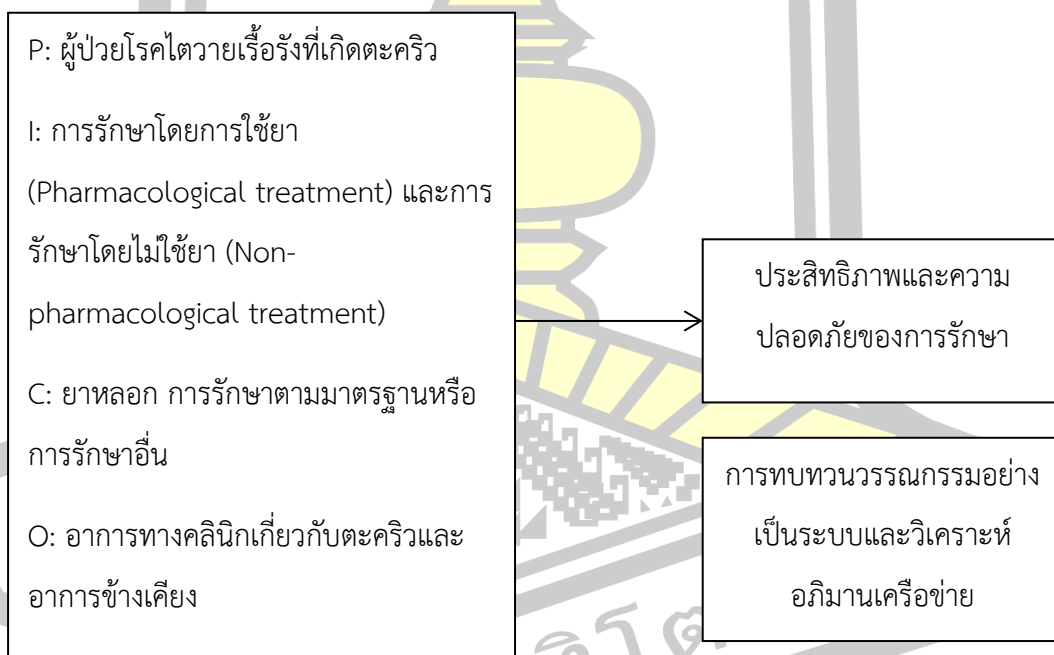 P: ผู้ป่วยโรคไตวายเรื้อรังที่เกิดตะคริว
I: การรักษาโดยการใช้ยา
(Pharmacological treatment) และการ
รักษาโดยไม่ใช้ยา (Non-
pharmacological treatment)
C: ยาหลอก การรักษาตามมาตรฐานหรือ
การรักษาอื่น
O: อาการทางคลินิกเกี่ยวกับตะคริวและ
อาการข้างเคียง
ประสิทธิภาพและความ
ปลอดภัยของการรักษา
การทบทวนวรรณกรรมอย่าง
เป็นระบบและวิเคราะห์
อภิมานเครือข่าย